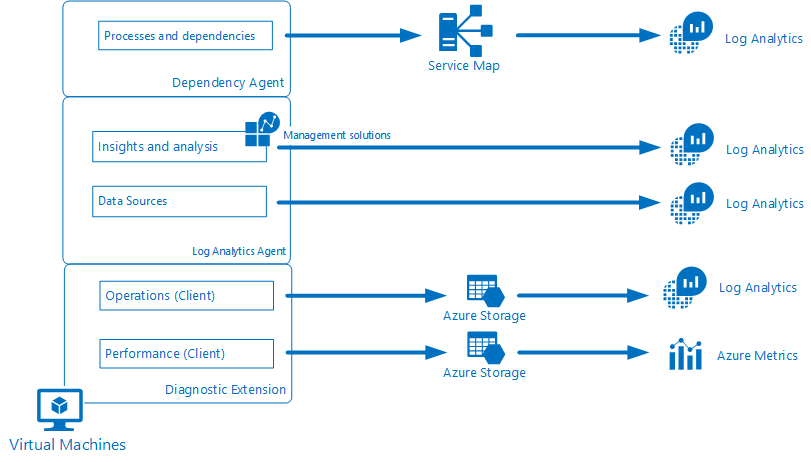 Processes and dependencies
Service Map
Log Analytics
Dependency Agent
Management solutions
Insights and analysis
Log Analytics
Data Sources
Log Analytics
Log Analytics Agent
Operations (Client)
Azure Storage
Log Analytics
Performance (Client)
Azure Storage
Azure Metrics
Diagnostic Extension
Virtual Machines